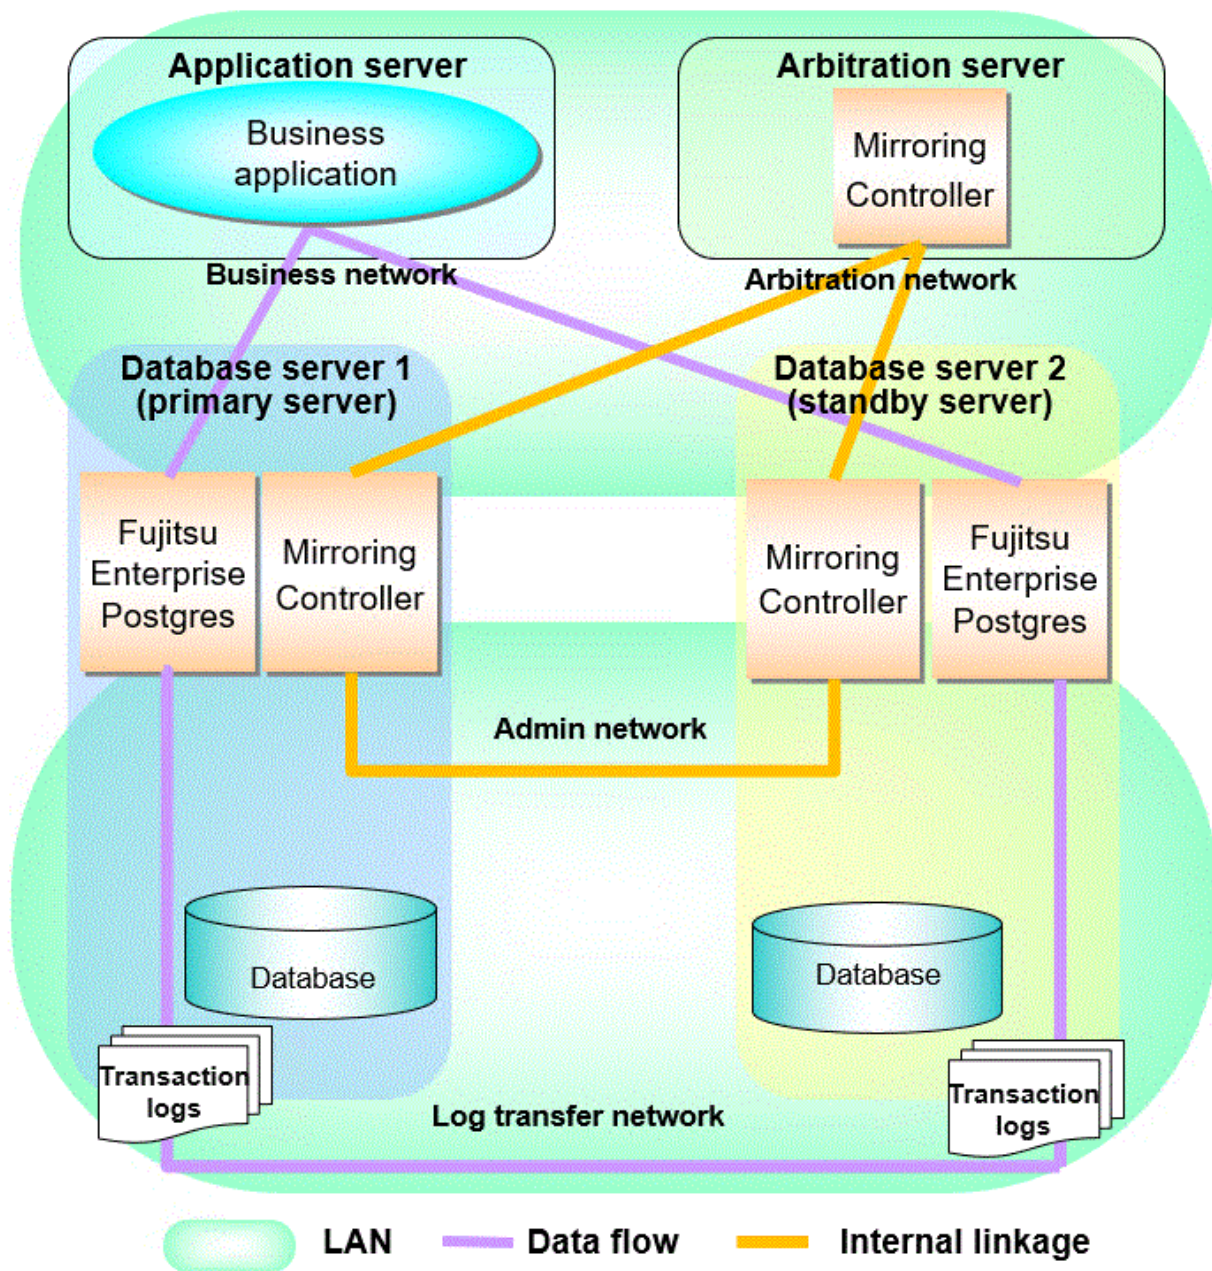 Application server
Business
application
Arbitration server
Mirroring
Controller
Business network
Arbitration network
Database server 1
(primary server)
Database server 2
(standby server)
Fujitsu
Enterprise
Postgres
Mirroring
Controller
Mirroring
Controller
Fujitsu
Enterprise
Postgres
Admin network
Database
Database
Transaction
logs
Transaction
logs
Log transfer network
LAN
Data flow
Internal linkage